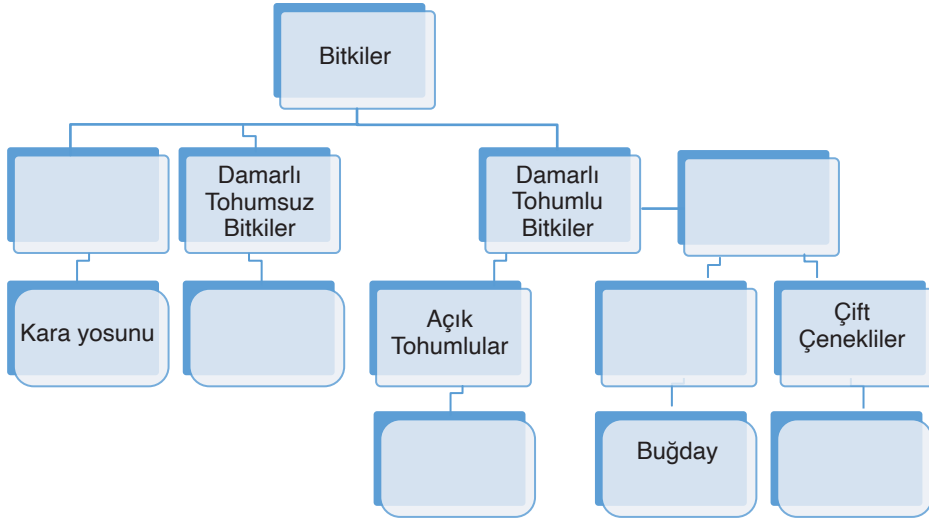 Bitkiler
Damarlı
Tohumsuz
Bitkiler
Damarlı
Tohumlu
Bitkiler
Kara yosunu
Açık
Tohumlular
Çift
Çenekliler
Buğday